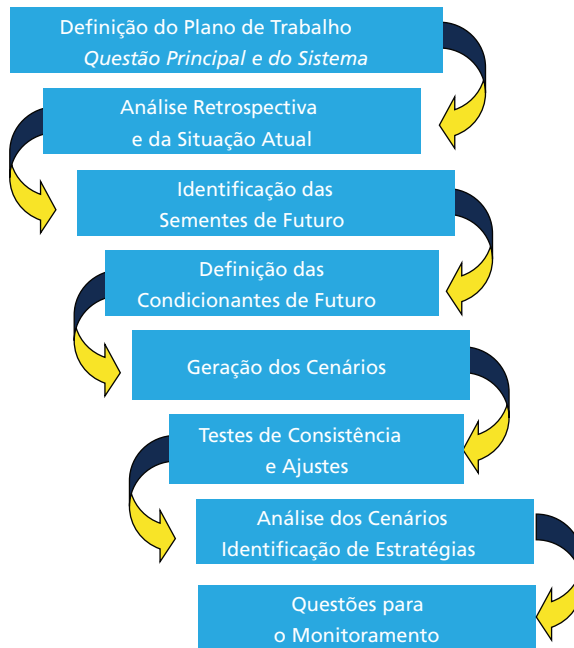 Definição do Plano de Trabalho
Questão Principal e do Sistema
Análise Retrospectiva
e da Situação Atual
Identificação das
Sementes de Futuro
Definição das
Condicionantes de Futuro
Geração dos Cenários
Testes de Consistência
e Ajustes
Análise dos Cenários
Identificação de Estratégias
Questões para
o Monitoramento